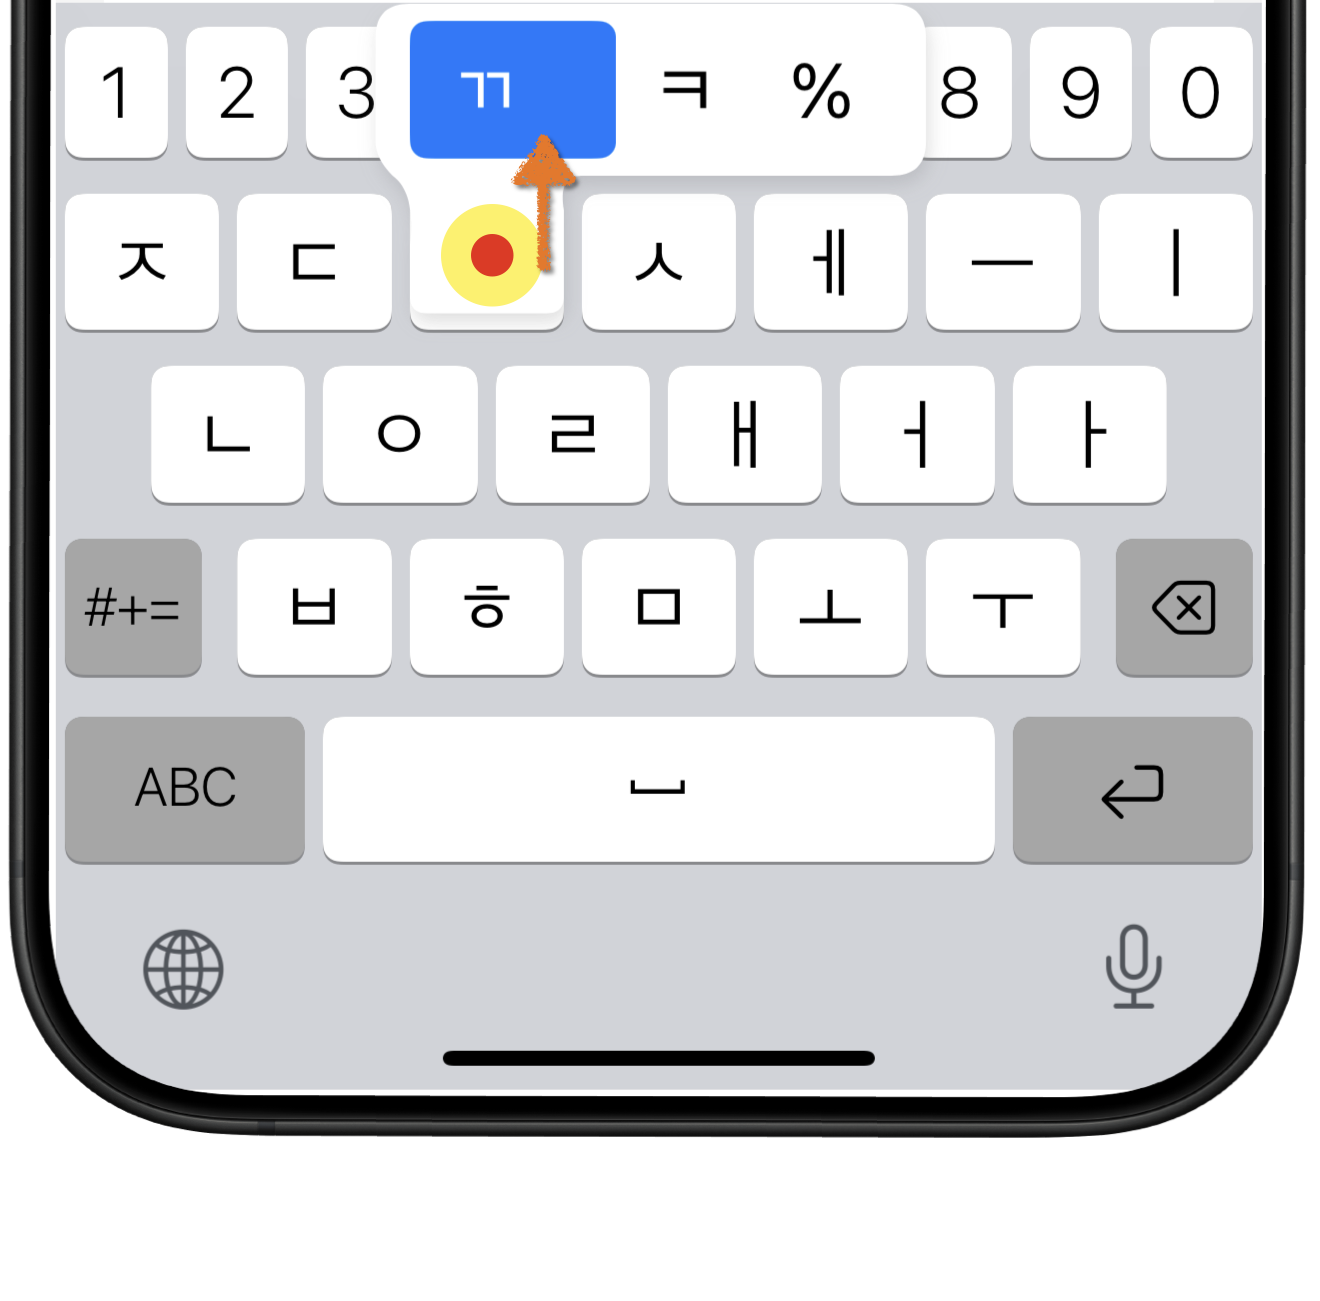 1 2 3 ㄲ ㅋ % 8 9 0
ㅈ ㄷ ㅅ ㅔ ㅡ ㅣ
ㄴ ㅇ ㄹ ㅐ ㅓ ㅏ
#+= ㅂ ㅎ ㅁ ㅗ ㅜ
ABC